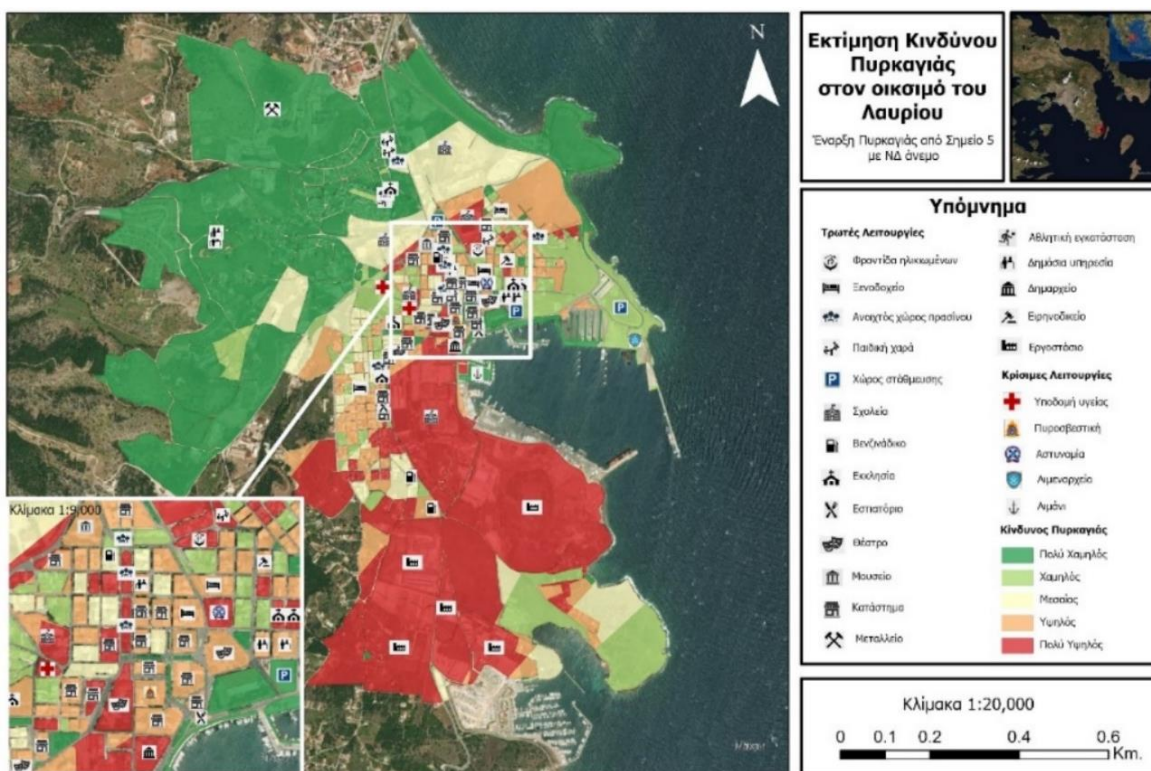 Εκτίμηση Κινδύνου
Πυρκαγιάς
στον οικσιμό του
Λαυρίου
Έναρξη Πυρκαγιάς από Σημείο 5
με ΝΔ άνεμο
N
Υπόμνημα
Τρωτές Λειτουργίες
Φροντίδα ηλικιωμένων
Ξενοδοχείο
Ανοιχτός χώρος πρασίνου
Παιδική χαρά
P
Χώρος στάθμευσης
Σχολείο
Βενζινάδικο
Εκκλησία
Εστιατόριο
Θέατρο
Μουσείο
Κατάστημα
Μεταλλείο
Αθλητική εγκατάσταση
Δημόσια υπηρεσία
Δημαρχείο
Ειρηνοδικείο
Εργοστάσιο
Κρίσιμες Λειτουργίες
Υποδομή υγείας
Πυροσβεστική
Αστυνομία
Λιμεναρχείο
Λιμάνι
Κίνδυνος Πυρκαγιάς
Πολύ Χαμηλός
Χαμηλός
Μεσαίος
Υψηλός
Πολύ Υψηλός
Κλίμακα 1:9,000
P
P
P
Κλίμακα 1:20,000
0 0.1 0.2 0.4 0.6
Km.